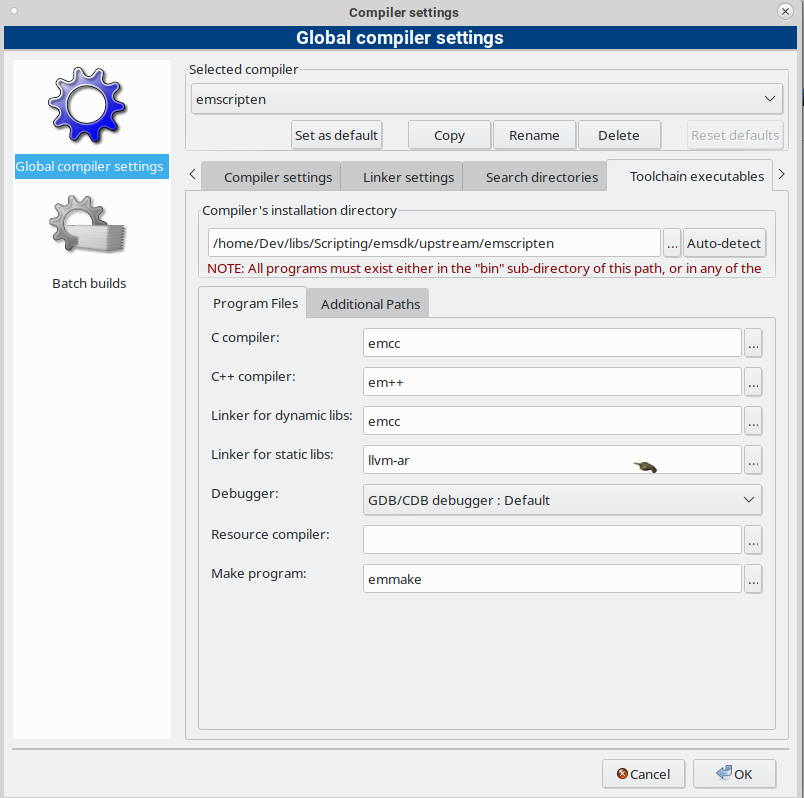 Compiler settings
Global compiler settings
Global compiler settings
Batch builds
Selected compiler
emscripten
Set as default Copy Rename Delete Reset defaults
Compiler settings Linker settings Search directories Toolchain executables
Compiler's installation directory
/home/Dev/libs/Scripting/emsdk/upstream/emscripten ... Auto-detect
NOTE: All programs must exist either in the "bin" sub-directory of this path, or in any of the
Program Files Additional Paths
C compiler: emcc ...
C++ compiler: em++ ...
Linker for dynamic libs: emcc ...
Linker for static libs: llvm-ar ...
Debugger: GDB/CDB debugger : Default
Resource compiler: ...
Make program: emmake ...
Cancel OK